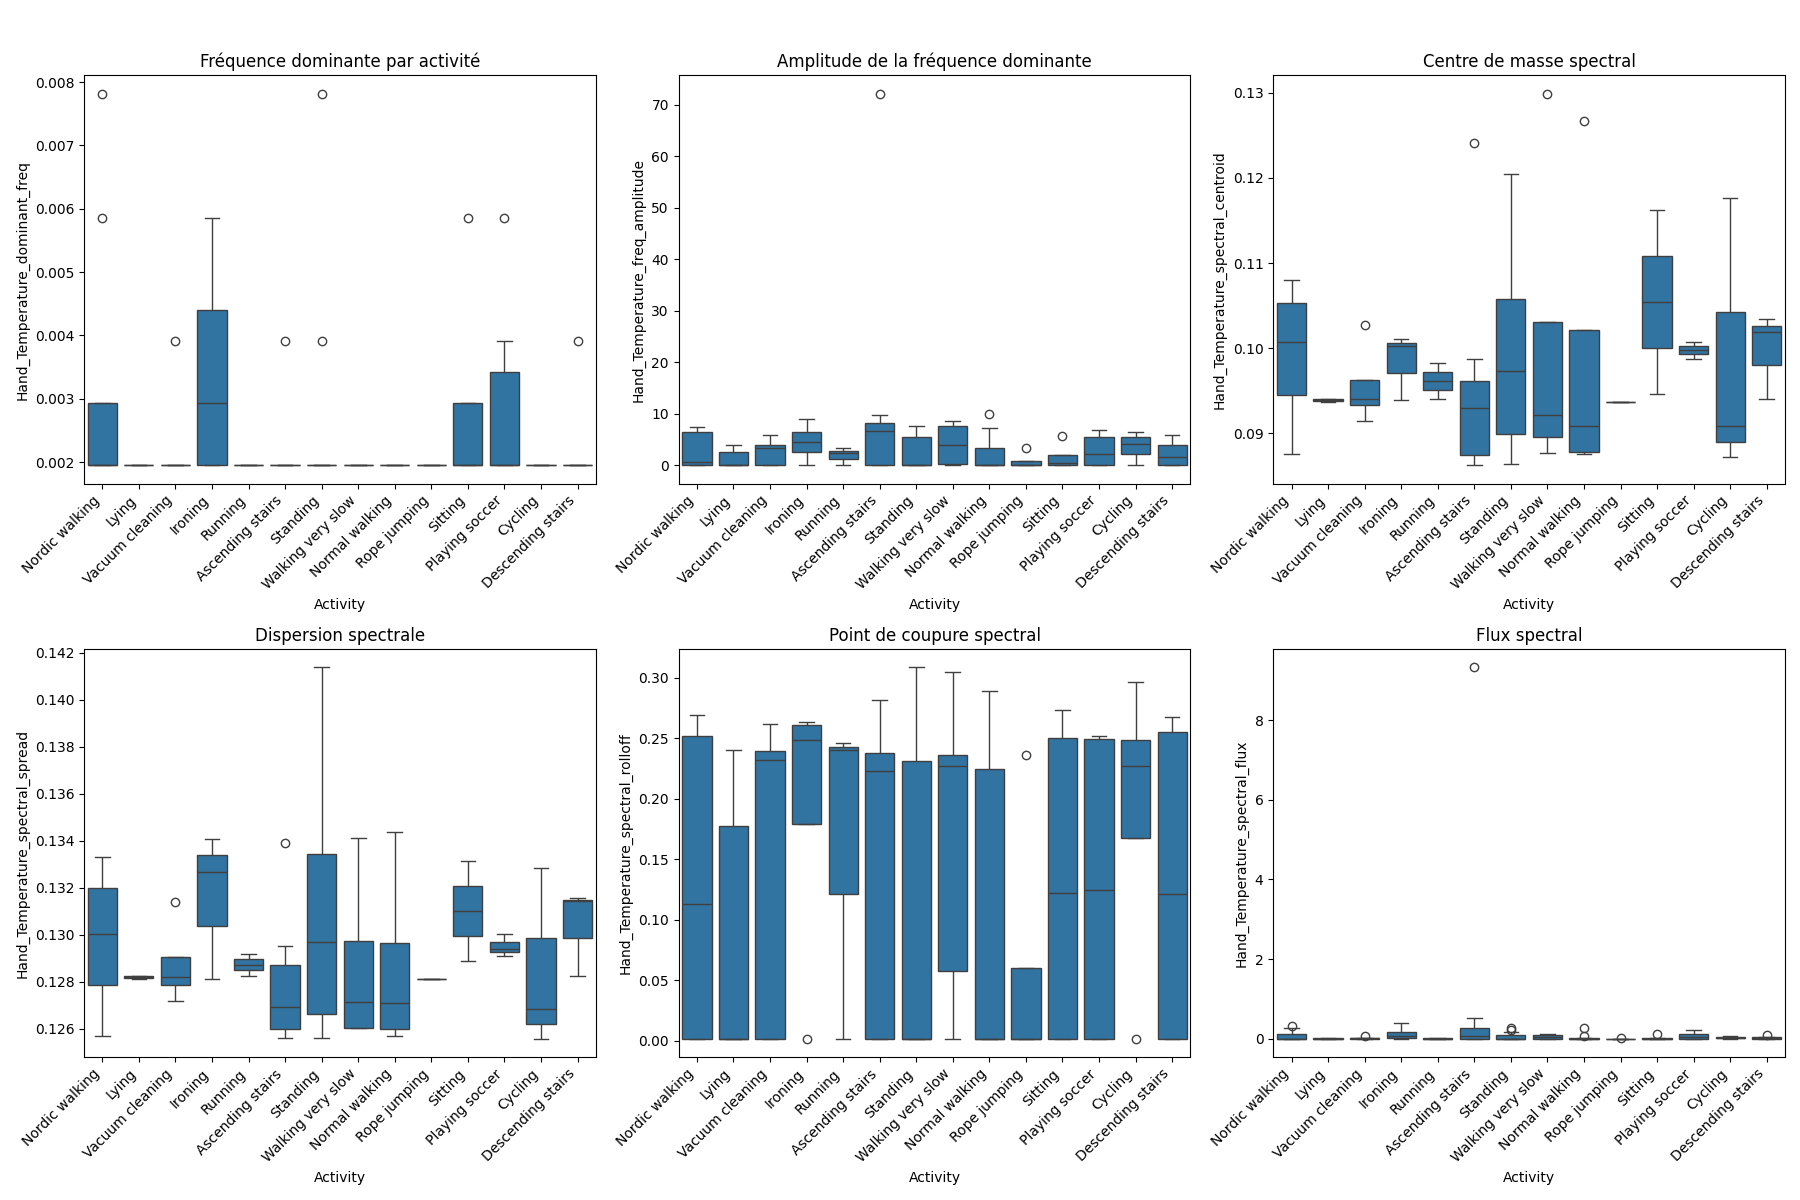 Fréquence dominante par activité
Hand_Temperature_dominant_freq
0.008
0.007
0.006
0.005
0.004
0.003
0.002
Nordic walking
Lying
Vacuum cleaning
Ironing
Running
Ascending stairs
Standing
Walking very slow
Normal walking
Rope jumping
Sitting
Playing soccer
Cycling
Descending stairs
Activity
Amplitude de la fréquence dominante
Hand_Temperature_freq_amplitude
70
60
50
40
30
20
10
0
Nordic walking
Lying
Vacuum cleaning
Ironing
Running
Ascending stairs
Standing
Walking very slow
Normal walking
Rope jumping
Sitting
Playing soccer
Cycling
Descending stairs
Activity
Centre de masse spectral
Hand_Temperature_spectral_centroid
0.13
0.12
0.11
0.10
0.09
Nordic walking
Lying
Vacuum cleaning
Ironing
Running
Ascending stairs
Standing
Walking very slow
Normal walking
Rope jumping
Sitting
Playing soccer
Cycling
Descending stairs
Activity
Dispersion spectrale
Hand_Temperature_spectral_spread
0.142
0.140
0.138
0.136
0.134
0.132
0.130
0.128
0.126
Nordic walking
Lying
Vacuum cleaning
Ironing
Running
Ascending stairs
Standing
Walking very slow
Normal walking
Rope jumping
Sitting
Playing soccer
Cycling
Descending stairs
Activity
Point de coupure spectral
Hand_Temperature_spectral_rolloff
0.30
0.25
0.20
0.15
0.10
0.05
0.00
Nordic walking
Lying
Vacuum cleaning
Ironing
Running
Ascending stairs
Standing
Walking very slow
Normal walking
Rope jumping
Sitting
Playing soccer
Cycling
Descending stairs
Activity
Flux spectral
Hand_Temperature_spectral_flux
8
6
4
2
0
Nordic walking
Lying
Vacuum cleaning
Ironing
Running
Ascending stairs
Standing
Walking very slow
Normal walking
Rope jumping
Sitting
Playing soccer
Cycling
Descending stairs
Activity